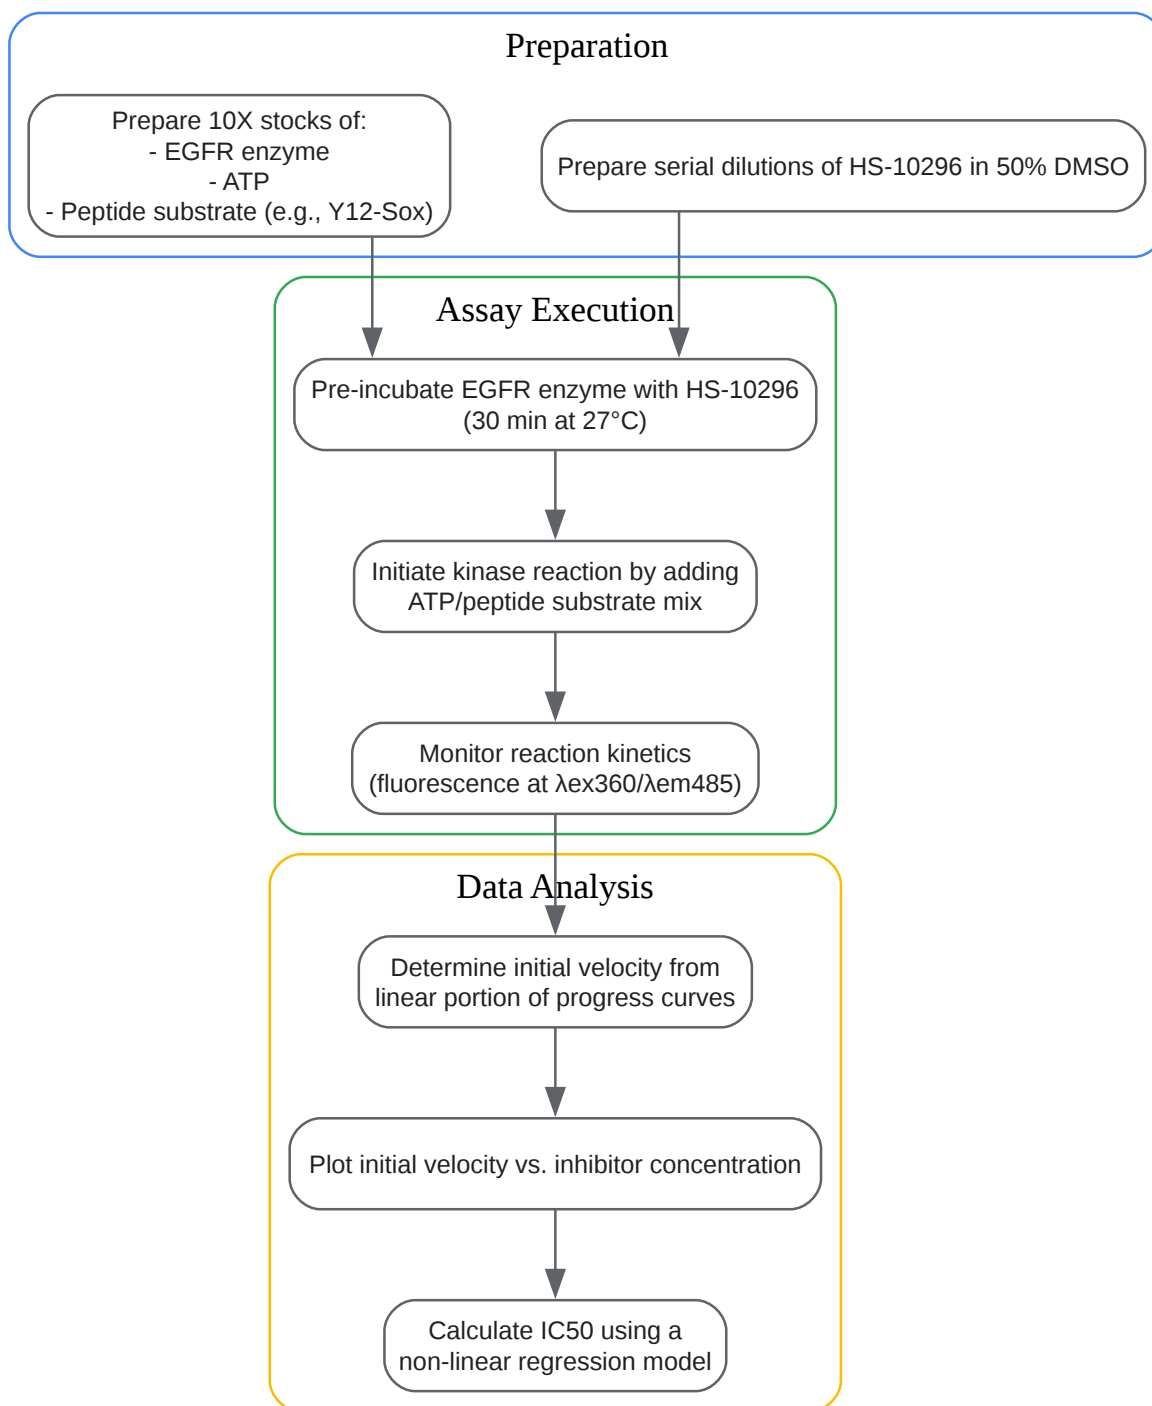 Preparation
Prepare 10X stocks of:
- EGFR enzyme
- ATP
- Peptide substrate (e.g., Y12-Sox)
Prepare serial dilutions of HS-10296 in 50% DMSO
Assay Execution
Pre-incubate EGFR enzyme with HS-10296
(30 min at 27°C)
Initiate kinase reaction by adding
ATP/peptide substrate mix
Monitor reaction kinetics
(fluorescence at λex360/λem485)
Data Analysis
Determine initial velocity from
linear portion of progress curves
Plot initial velocity vs. inhibitor concentration
Calculate IC50 using a
non-linear regression model